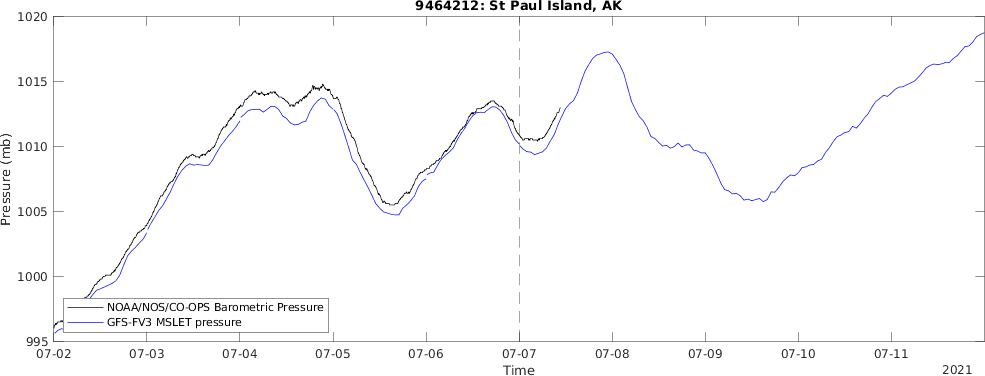 9464212: St Paul Island, AK
1020
1015
1010
1005
1000
995
Pressure (mb)
NOAA/NOS/CO-OPS Barometric Pressure
GFS-FV3 MSLET pressure
07-02 07-03 07-04 07-05 07-06 07-07 07-08 07-09 07-10 07-11
Time
2021